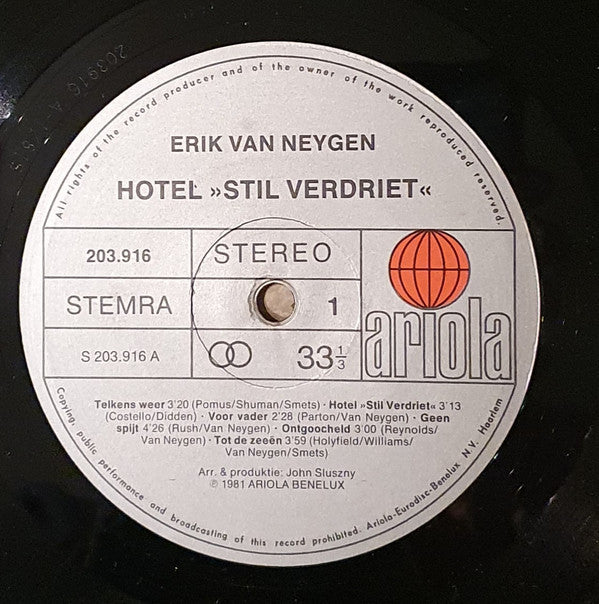 All rights of the record producer and of the owner of the work reproduced reserved.
ERIK VAN NEYGEN
HOTEL »STIL VERDRIET«
203.916
STEREO
STEMRA
1
S 203.916 A
33 1/3
ariola
Telkens weer 3'20 (Pomus/Shuman/Smets) · Hotel »Stil Verdriet« 3'13
(Costello/Didden) · Voor vader 2'28 (Parton/Van Neygen) · Geen
spijt 4'26 (Rush/Van Neygen) · Ontgoocheld 3'00 (Reynolds/
Van Neygen) · Tot de zeeën 3'59 (Holyfield/Williams/
Van Neygen/Smets)
Arr. & produktie: John Sluszny
℗ 1981 ARIOLA BENELUX
Copying, public performance and broadcasting of this record prohibited. Ariola-Eurodisc-Benelux N.V. Haarlem